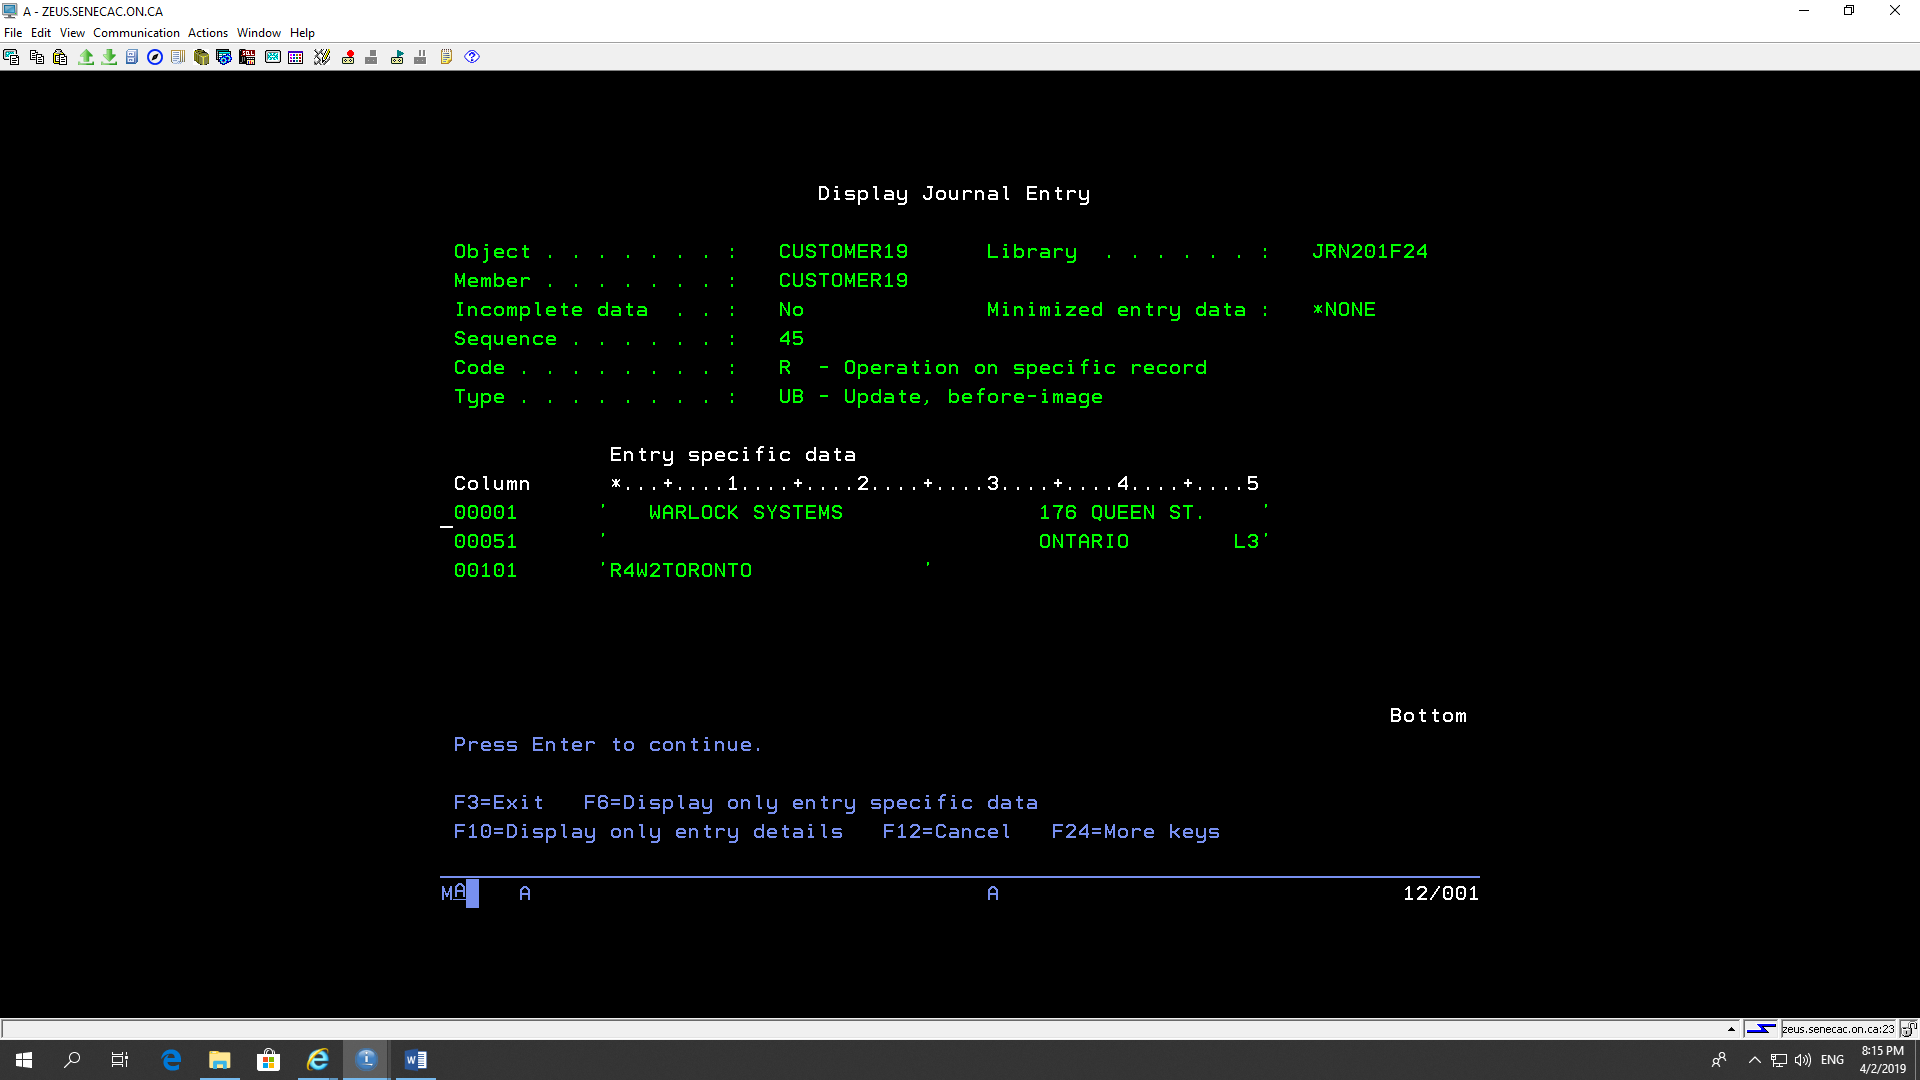 A - ZEUS.SENECAC.ON.CA
File Edit View Communication Actions Window Help
Display Journal Entry
Object . . . . . . . : CUSTOMER19 Library . . . . . . : JRN201F24
Member . . . . . . . : CUSTOMER19
Incomplete data . . : No Minimized entry data : *NONE
Sequence . . . . . . : 45
Code . . . . . . . . : R - Operation on specific record
Type . . . . . . . . : UB - Update, before-image
Entry specific data
Column *...+....1....+....2....+....3....+....4....+....5
00001 ' WARLOCK SYSTEMS 176 QUEEN ST. '
00051 ' ONTARIO L3'
00101 'R4W2TORONTO '
Bottom
Press Enter to continue.
F3=Exit F6=Display only entry specific data
F10=Display only entry details F12=Cancel F24=More keys
MA A A 12/001
zeus.senecac.on.ca:23
ENG 8:15 PM
4/2/2019